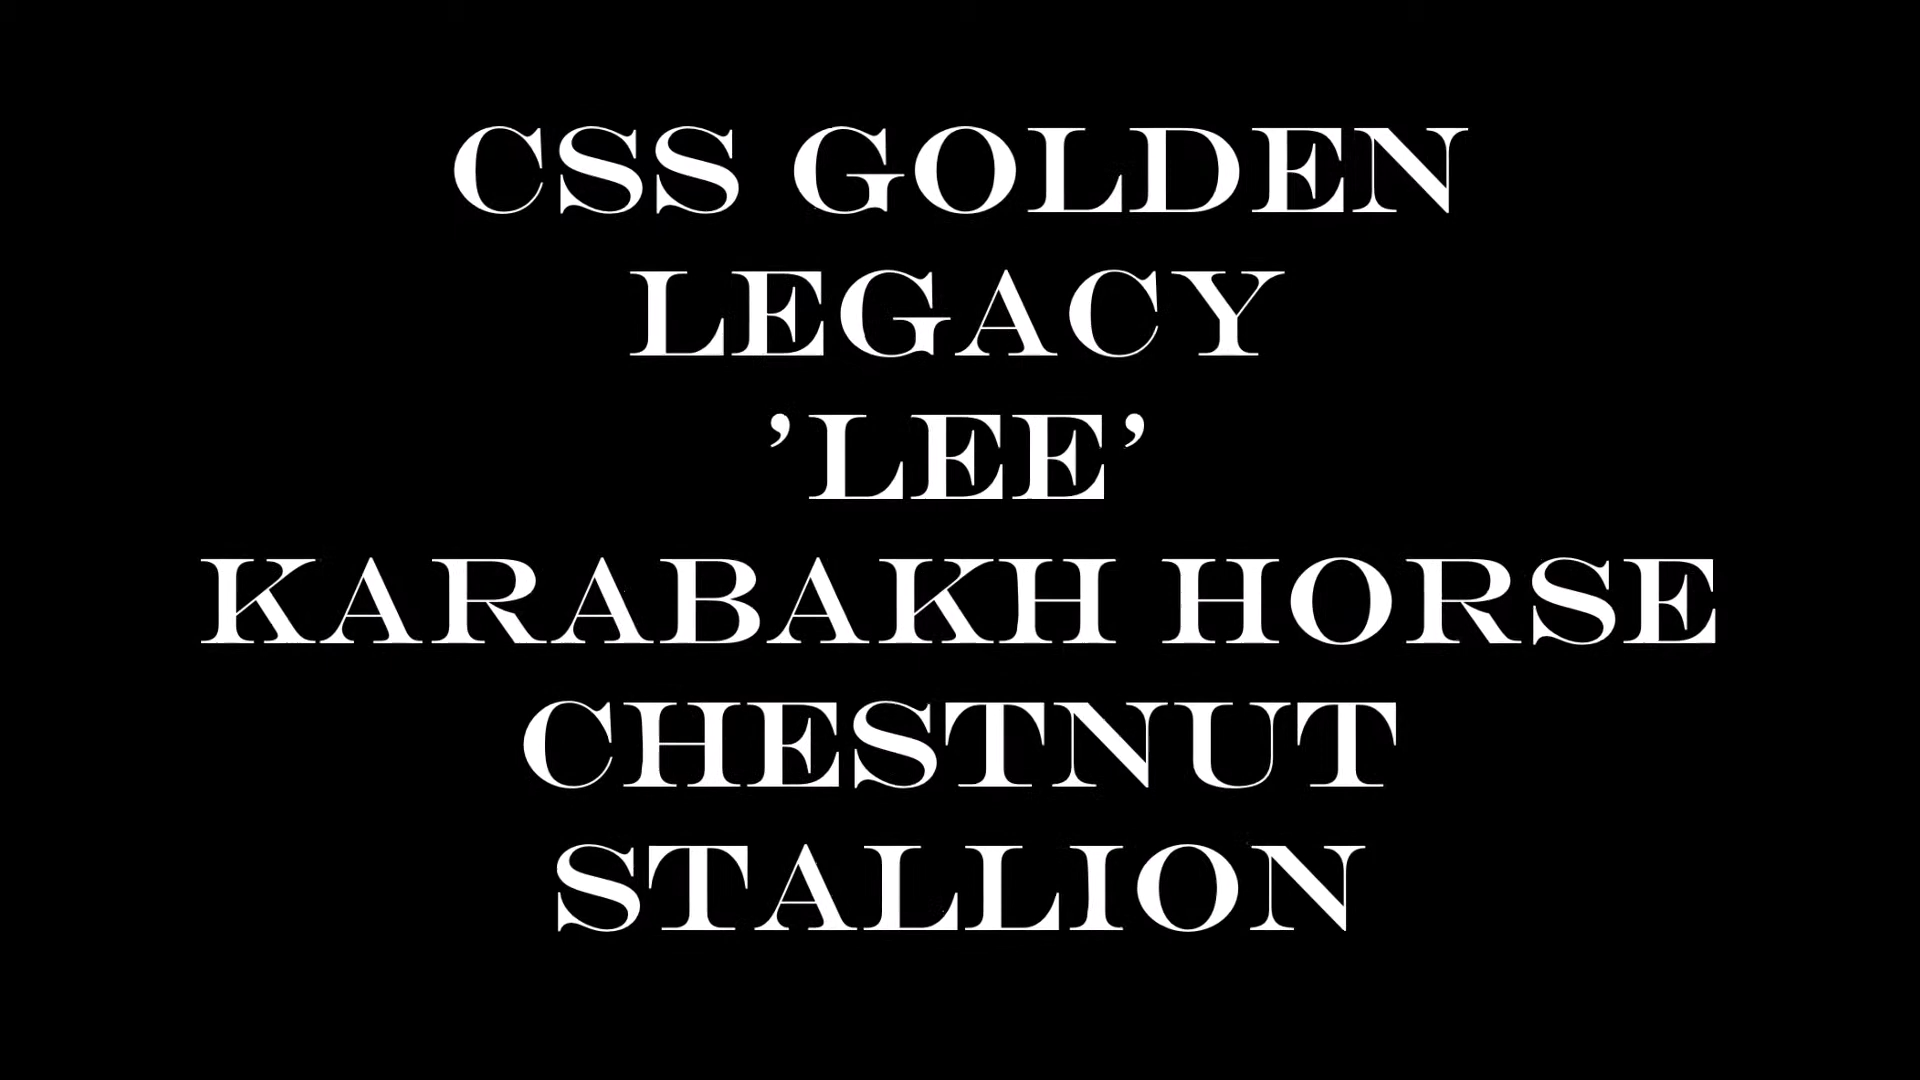 CSS GOLDEN
LEGACY
’LEE’
KARABAKH HORSE
CHESTNUT
STALLION